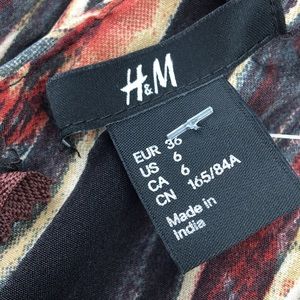 H&M
EUR 36
US 6
CA 6
CN 165/84A
Made in
India